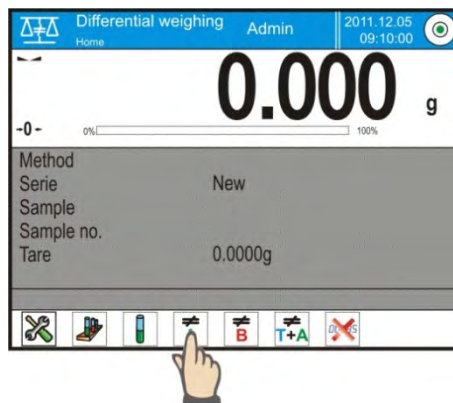 Differential weighing Admin 2011.12.05
Home 09:10:00
0.000 g
-0- 0% 100%
Method
Serie New
Sample
Sample no.
Tare 0.0000g
≠ ≠ B ≠ T+A